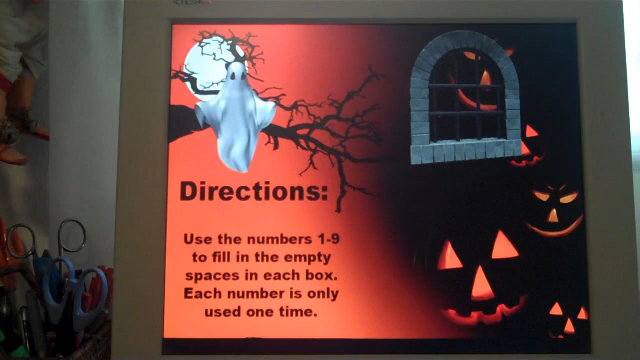 Directions:
Use the numbers 1-9
to fill in the empty
spaces in each box.
Each number is only
used one time.